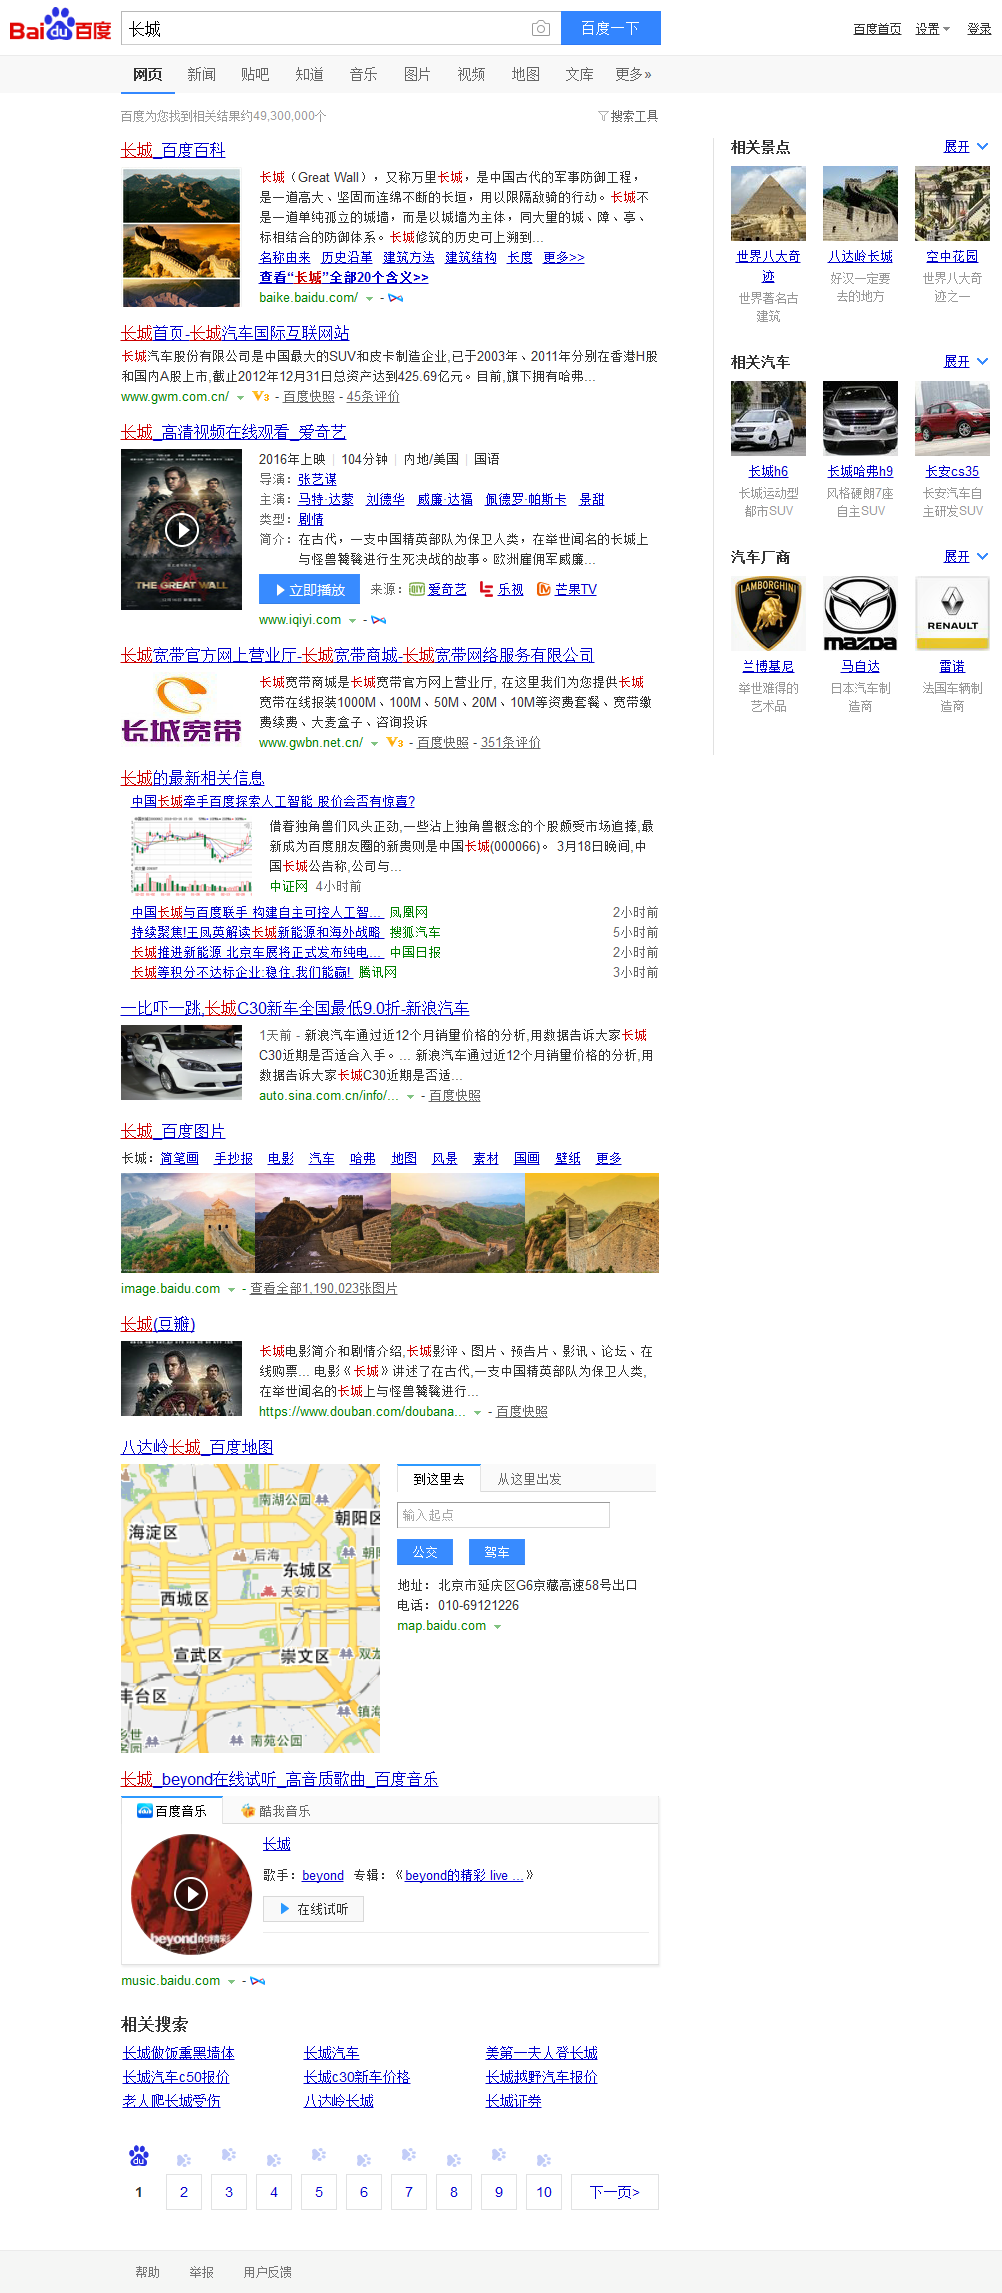 Bai du 百度
长城
百度一下
百度首页 设置 登录
网页 新闻 贴吧 知道 音乐 图片 视频 地图 文库 更多»
百度为您找到相关结果约49,300,000个
搜索工具
长城_百度百科
长城（Great Wall），又称万里长城，是中国古代的军事防御工程，
是一道高大、坚固而连绵不断的长垣，用以限隔敌骑的行动。长城不
是一道单纯孤立的城墙，而是以城墙为主体，同大量的城、障、亭、
标相结合的防御体系。长城修筑的历史可上溯到...
名称由来 历史沿革 建筑方法 建筑结构 长度 更多>>
查看“长城”全部20个含义>>
baike.baidu.com/ -
长城首页-长城汽车国际互联网站
长城汽车股份有限公司是中国最大的SUV和皮卡制造企业,已于2003年、2011年分别在香港H股
和国内A股上市,截止2012年12月31日总资产达到425.69亿元。目前,旗下拥有哈弗...
www.gwm.com.cn/ V3 - 百度快照 - 45条评价
长城_高清视频在线观看_爱奇艺
THE GREAT WALL
2016年上映 | 104分钟 | 内地/美国 | 国语
导演：张艺谋
主演：马特·达蒙 刘德华 威廉·达福 佩德罗·帕斯卡 景甜
类型：剧情
简介：在古代，一支中国精英部队为保卫人类，在举世闻名的长城上
与怪兽饕餮进行生死决战的故事。欧洲雇佣军威廉...
立即播放 来源： 爱奇艺 乐视 芒果TV
www.iqiyi.com -
长城宽带官方网上营业厅-长城宽带商城-长城宽带网络服务有限公司
长城宽带
长城宽带商城是长城宽带官方网上营业厅, 在这里我们为您提供长城
宽带在线报装1000M、100M、50M、20M、10M等资费套餐、宽带缴
费续费、大麦盒子、咨询投诉
www.gwbn.net.cn/ V3 - 百度快照 - 351条评价
长城的最新相关信息
中国长城牵手百度探索人工智能 股价会否有惊喜?
借着独角兽们风头正劲,一些沾上独角兽概念的个股颇受市场追捧,最
新成为百度朋友圈的新贵则是中国长城(000066)。 3月18日晚间,中
国长城公告称,公司与...
中证网 4小时前
中国长城与百度联手 构建自主可控人工智... 凤凰网 2小时前
持续聚焦!王凤英解读长城新能源和海外战略 搜狐汽车 5小时前
长城推进新能源 北京车展将正式发布纯电... 中国日报 2小时前
长城等积分不达标企业:稳住,我们能赢! 腾讯网 3小时前
一比吓一跳,长城C30新车全国最低9.0折-新浪汽车
1天前 - 新浪汽车通过近12个月销量价格的分析,用数据告诉大家长城
C30近期是否适合入手。... 新浪汽车通过近12个月销量价格的分析,用
数据告诉大家长城C30近期是否适...
auto.sina.com.cn/info/... - 百度快照
长城_百度图片
长城：简笔画 手抄报 电影 汽车 哈弗 地图 风景 素材 国画 壁纸 更多
image.baidu.com - 查看全部1,190,023张图片
长城(豆瓣)
长城电影简介和剧情介绍,长城影评、图片、预告片、影讯、论坛、在
线购票... 电影《长城》讲述了在古代,一支中国精英部队为保卫人类,
在举世闻名的长城上与怪兽饕餮进行...
https://www.douban.com/doubana... - 百度快照
八达岭长城_百度地图
南湖公园
朝阳区
海淀区
后海
东城区
天安门
西城区
宣武区
崇文区
双龙
丰台区
镇海
南苑公园
到这里去 从这里出发
输入起点
公交 驾车
地址：北京市延庆区G6京藏高速58号出口
电话：010-69121226
map.baidu.com
长城_beyond在线试听_高音质歌曲_百度音乐
百度音乐 酷我音乐
beyond的精彩
长城
歌手：beyond 专辑：《beyond的精彩 live ...》
在线试听
music.baidu.com -
相关搜索
长城做饭熏黑墙体 长城汽车 美第一夫人登长城
长城汽车c50报价 长城c30新车价格 长城越野汽车报价
老人爬长城受伤 八达岭长城 长城证券
1 2 3 4 5 6 7 8 9 10 下一页>
帮助 举报 用户反馈
相关景点 展开
世界八大奇
迹
世界著名古
建筑
八达岭长城
好汉一定要
去的地方
空中花园
世界八大奇
迹之一
相关汽车 展开
长城h6
长城运动型
都市SUV
长城哈弗h9
风格硬朗7座
自主SUV
长安cs35
长安汽车自
主研发SUV
汽车厂商 展开
LAMBORGHINI
mazda
RENAULT
兰博基尼
举世难得的
艺术品
马自达
日本汽车制
造商
雷诺
法国车辆制
造商